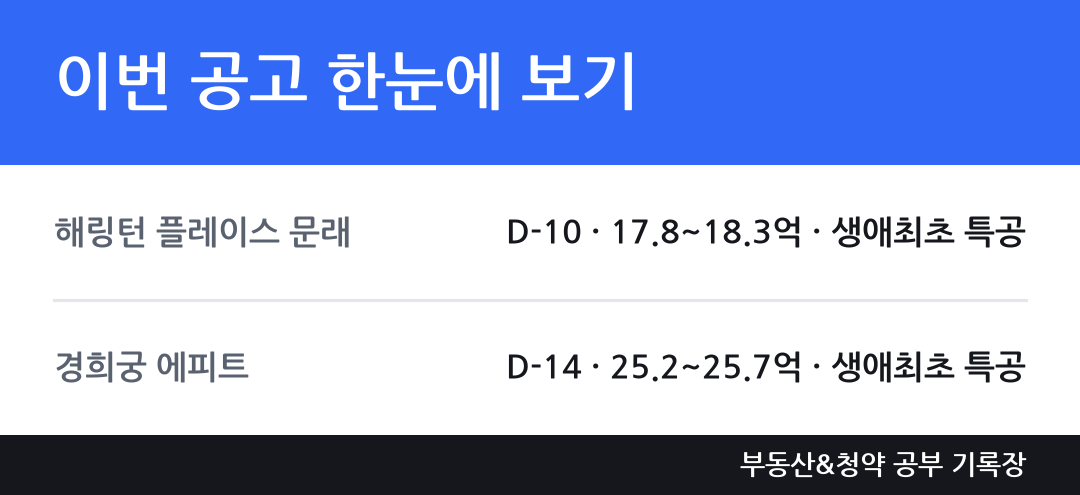 이번 공고 한눈에 보기
해링턴 플레이스 문래 D-10 · 17.8~18.3억 · 생애최초 특공
경희궁 에피트 D-14 · 25.2~25.7억 · 생애최초 특공
부동산&청약 공부 기록장